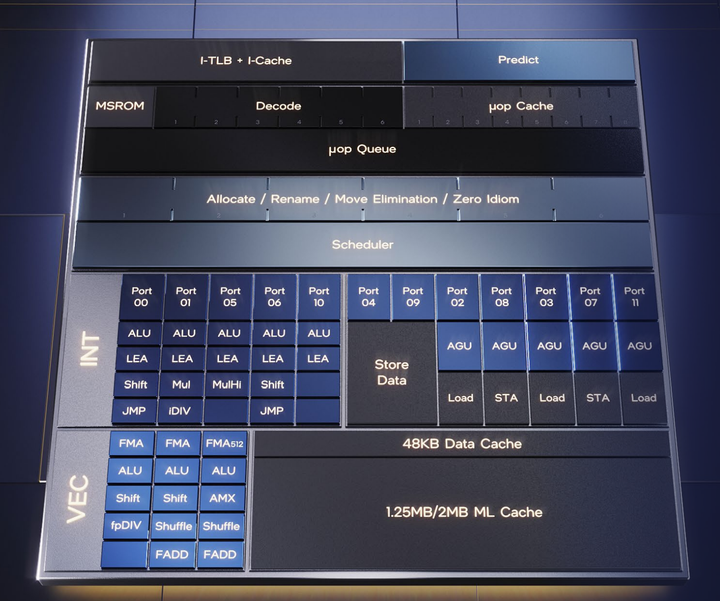 I-TLB + I-Cache
Predict
MSROM
Decode
1 2 3 4 5 6
µop Cache
1 2 3 4 5 6 7 8
µop Queue
Allocate / Rename / Move Elimination / Zero Idiom
Scheduler
INT
Port 00
Port 01
Port 05
Port 06
Port 10
ALU ALU ALU ALU ALU
LEA LEA LEA LEA LEA
Shift Mul MulHi Shift
JMP iDIV JMP
Port 04
Port 09
Port 02
Port 08
Port 03
Port 07
Port 11
Store
Data
AGU AGU AGU AGU AGU
Load STA Load STA Load
VEC
FMA FMA FMA512
ALU ALU ALU
Shift Shift AMX
fpDIV Shuffle Shuffle
FADD FADD
48KB Data Cache
1.25MB/2MB ML Cache